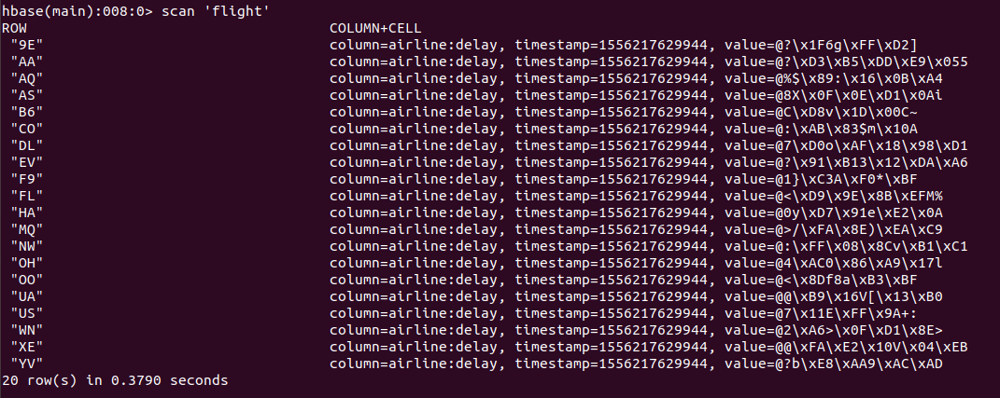 hbase(main):008:0> scan 'flight'
ROW COLUMN+CELL
"9E" column=airline:delay, timestamp=1556217629944, value=@?\x1F6g\xFF\xD2]
"AA" column=airline:delay, timestamp=1556217629944, value=@?\xD3\xB5\xDD\xE9\x055
"AQ" column=airline:delay, timestamp=1556217629944, value=@%$\x89:\x16\x0B\xA4
"AS" column=airline:delay, timestamp=1556217629944, value=@8X\x0F\x0E\xD1\x0Ai
"B6" column=airline:delay, timestamp=1556217629944, value=@C\xD8v\x1D\x00C~
"CO" column=airline:delay, timestamp=1556217629944, value=@:\xAB\x83$m\x10A
"DL" column=airline:delay, timestamp=1556217629944, value=@7\xD0o\xAF\x18\x98\xD1
"EV" column=airline:delay, timestamp=1556217629944, value=@?\x91\xB13\x12\xDA\xA6
"F9" column=airline:delay, timestamp=1556217629944, value=@1}\xC3A\xF0*\xBF
"FL" column=airline:delay, timestamp=1556217629944, value=@<\xD9\x9E\x8B\xEFM%
"HA" column=airline:delay, timestamp=1556217629944, value=@0y\xD7\x91e\xE2\x0A
"MQ" column=airline:delay, timestamp=1556217629944, value=@>/\xFA\x8E)\xEA\xC9
"NW" column=airline:delay, timestamp=1556217629944, value=@:\xFF\x08\x8Cv\xB1\xC1
"OH" column=airline:delay, timestamp=1556217629944, value=@4\xAC0\x86\xA9\x17l
"OO" column=airline:delay, timestamp=1556217629944, value=@<\x8Df8a\xB3\xBF
"UA" column=airline:delay, timestamp=1556217629944, value=@@\xB9\x16V[\x13\xB0
"US" column=airline:delay, timestamp=1556217629944, value=@7\x11E\xFF\x9A+:
"WN" column=airline:delay, timestamp=1556217629944, value=@2\xA6>\x0F\xD1\x8E>
"XE" column=airline:delay, timestamp=1556217629944, value=@@\xFA\xE2\x10V\x04\xEB
"YV" column=airline:delay, timestamp=1556217629944, value=@?b\xE8\xAA9\xAC\xAD
20 row(s) in 0.3790 seconds